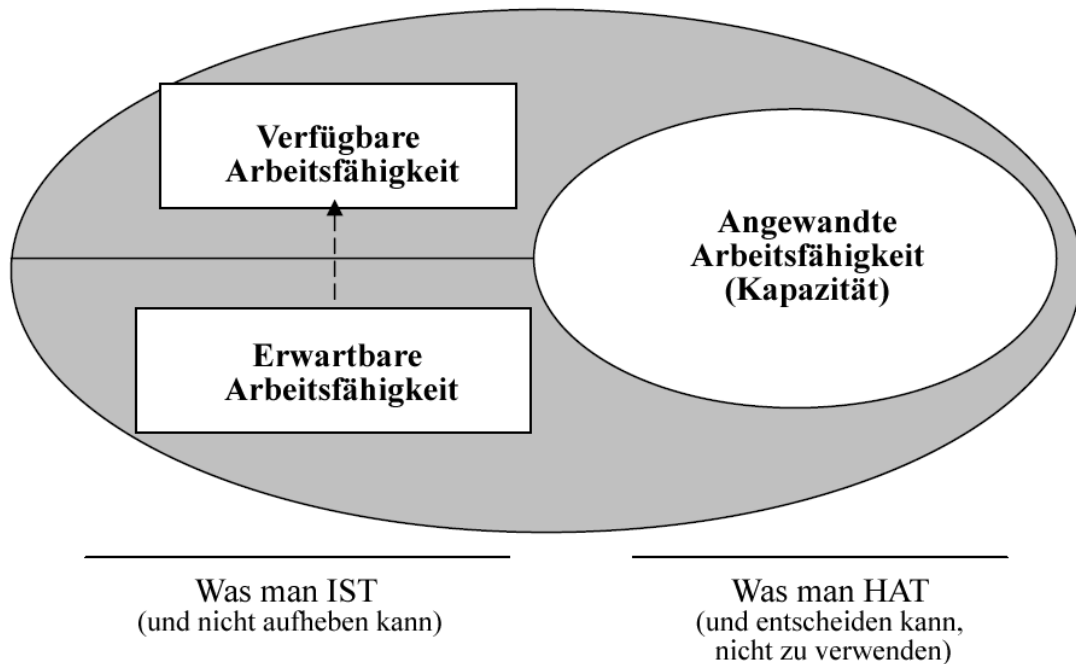 Verfügbare
Arbeitsfähigkeit
Angewandte
Arbeitsfähigkeit
(Kapazität)
Erwartbare
Arbeitsfähigkeit
Was man IST
(und nicht aufheben kann)
Was man HAT
(und entscheiden kann,
nicht zu verwenden)